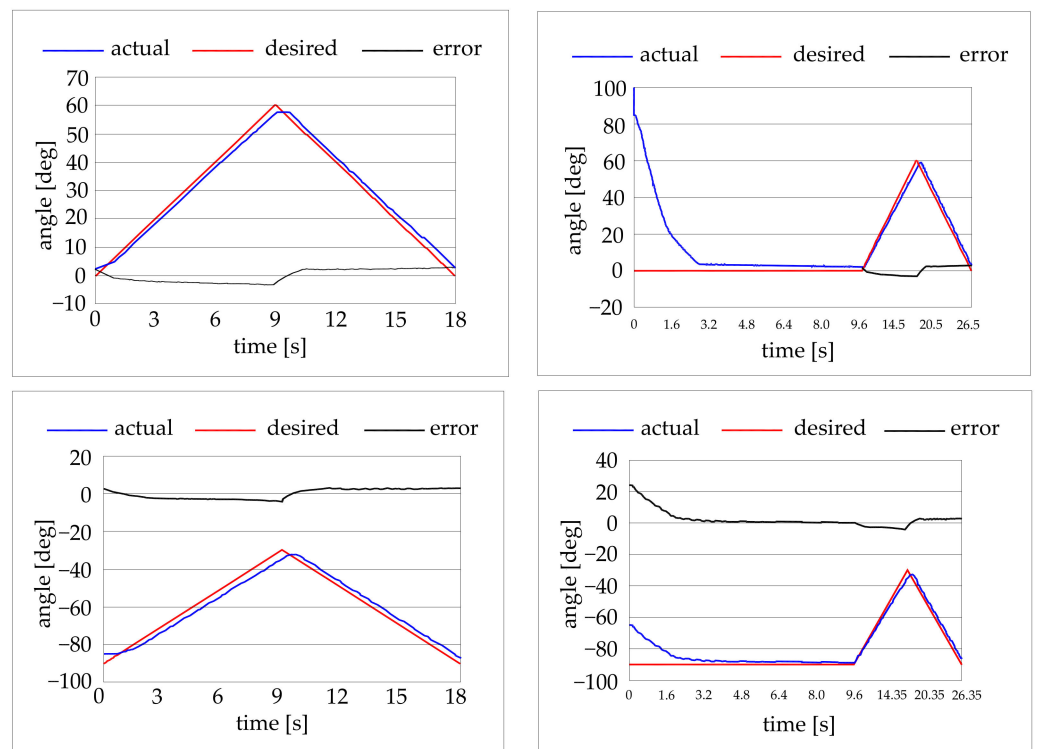 actual desired error
70
60
50
40
30
20
10
0
−10
angle [deg]
0 3 6 9 12 15 18
time [s]
actual desired error
100
80
60
40
20
0
−20
angle [deg]
0 1.6 3.2 4.8 6.4 8.0 9.6 14.5 20.5 26.5
time [s]
actual desired error
20
0
−20
−40
−60
−80
−100
angle [deg]
0 3 6 9 12 15 18
time [s]
actual desired error
40
20
0
−20
−40
−60
−80
−100
angle [deg]
0 1.6 3.2 4.8 6.4 8.0 9.6 14.35 20.35 26.35
time [s]